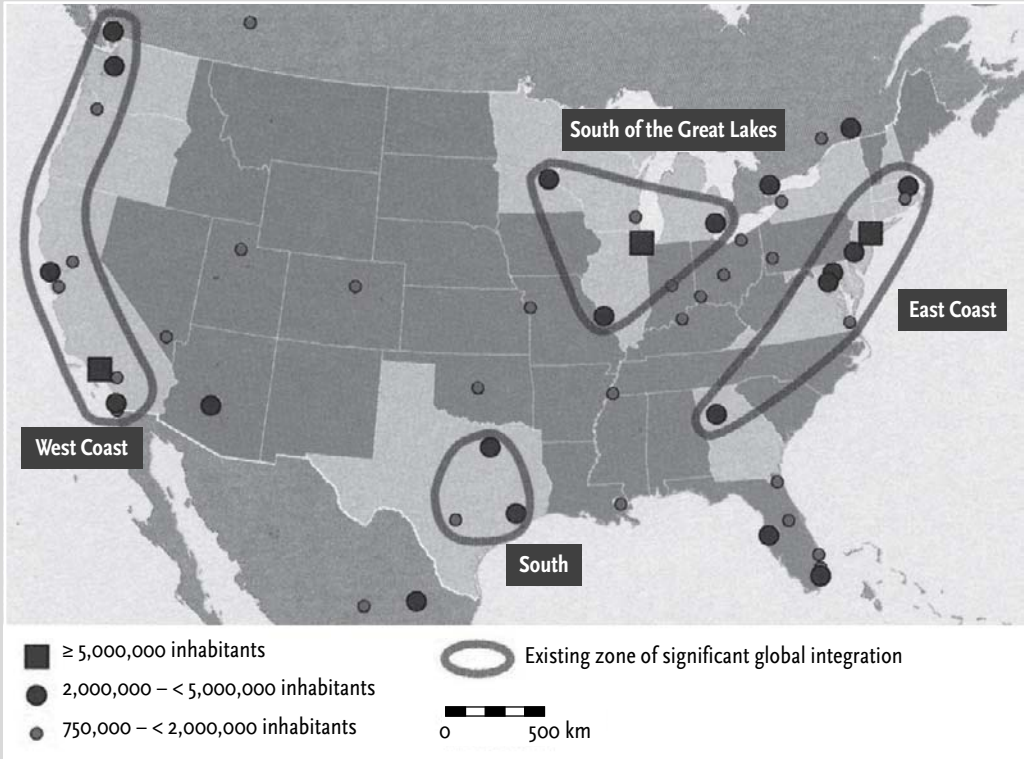 South of the Great Lakes
East Coast
West Coast
South
≥ 5,000,000 inhabitants
2,000,000 – < 5,000,000 inhabitants
750,000 – < 2,000,000 inhabitants
Existing zone of significant global integration
0 500 km